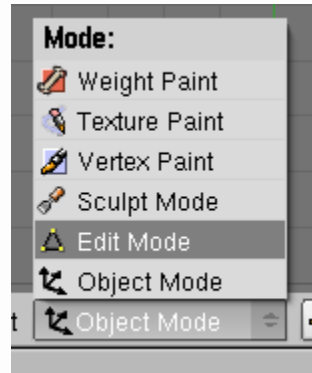 Mode:
Weight Paint
Texture Paint
Vertex Paint
Sculpt Mode
Edit Mode
Object Mode
t Object Mode